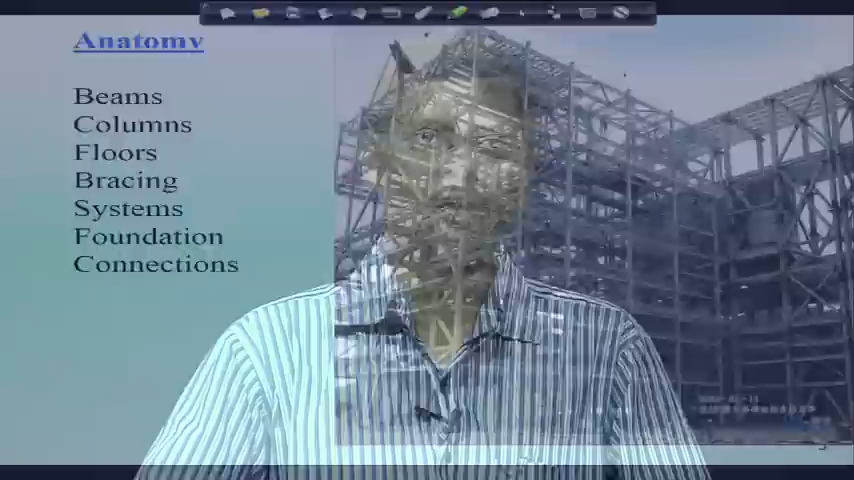 Anatomy
Beams
Columns
Floors
Bracing
Systems
Foundation
Connections